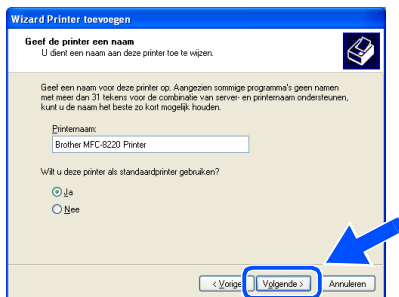 Wizard Printer toevoegen
Geef de printer een naam
U dient een naam aan deze printer toe te wijzen.
Geef een naam voor deze printer op. Aangezien sommige programma's geen namen
met meer dan 31 tekens voor de combinatie van server- en printernaam ondersteunen,
kunt u de naam het beste zo kort mogelijk houden.
Printernaam:
Brother MFC-8220 Printer
Wilt u deze printer als standaardprinter gebruiken?
Ja
Nee
< Vorige Volgende > Annuleren